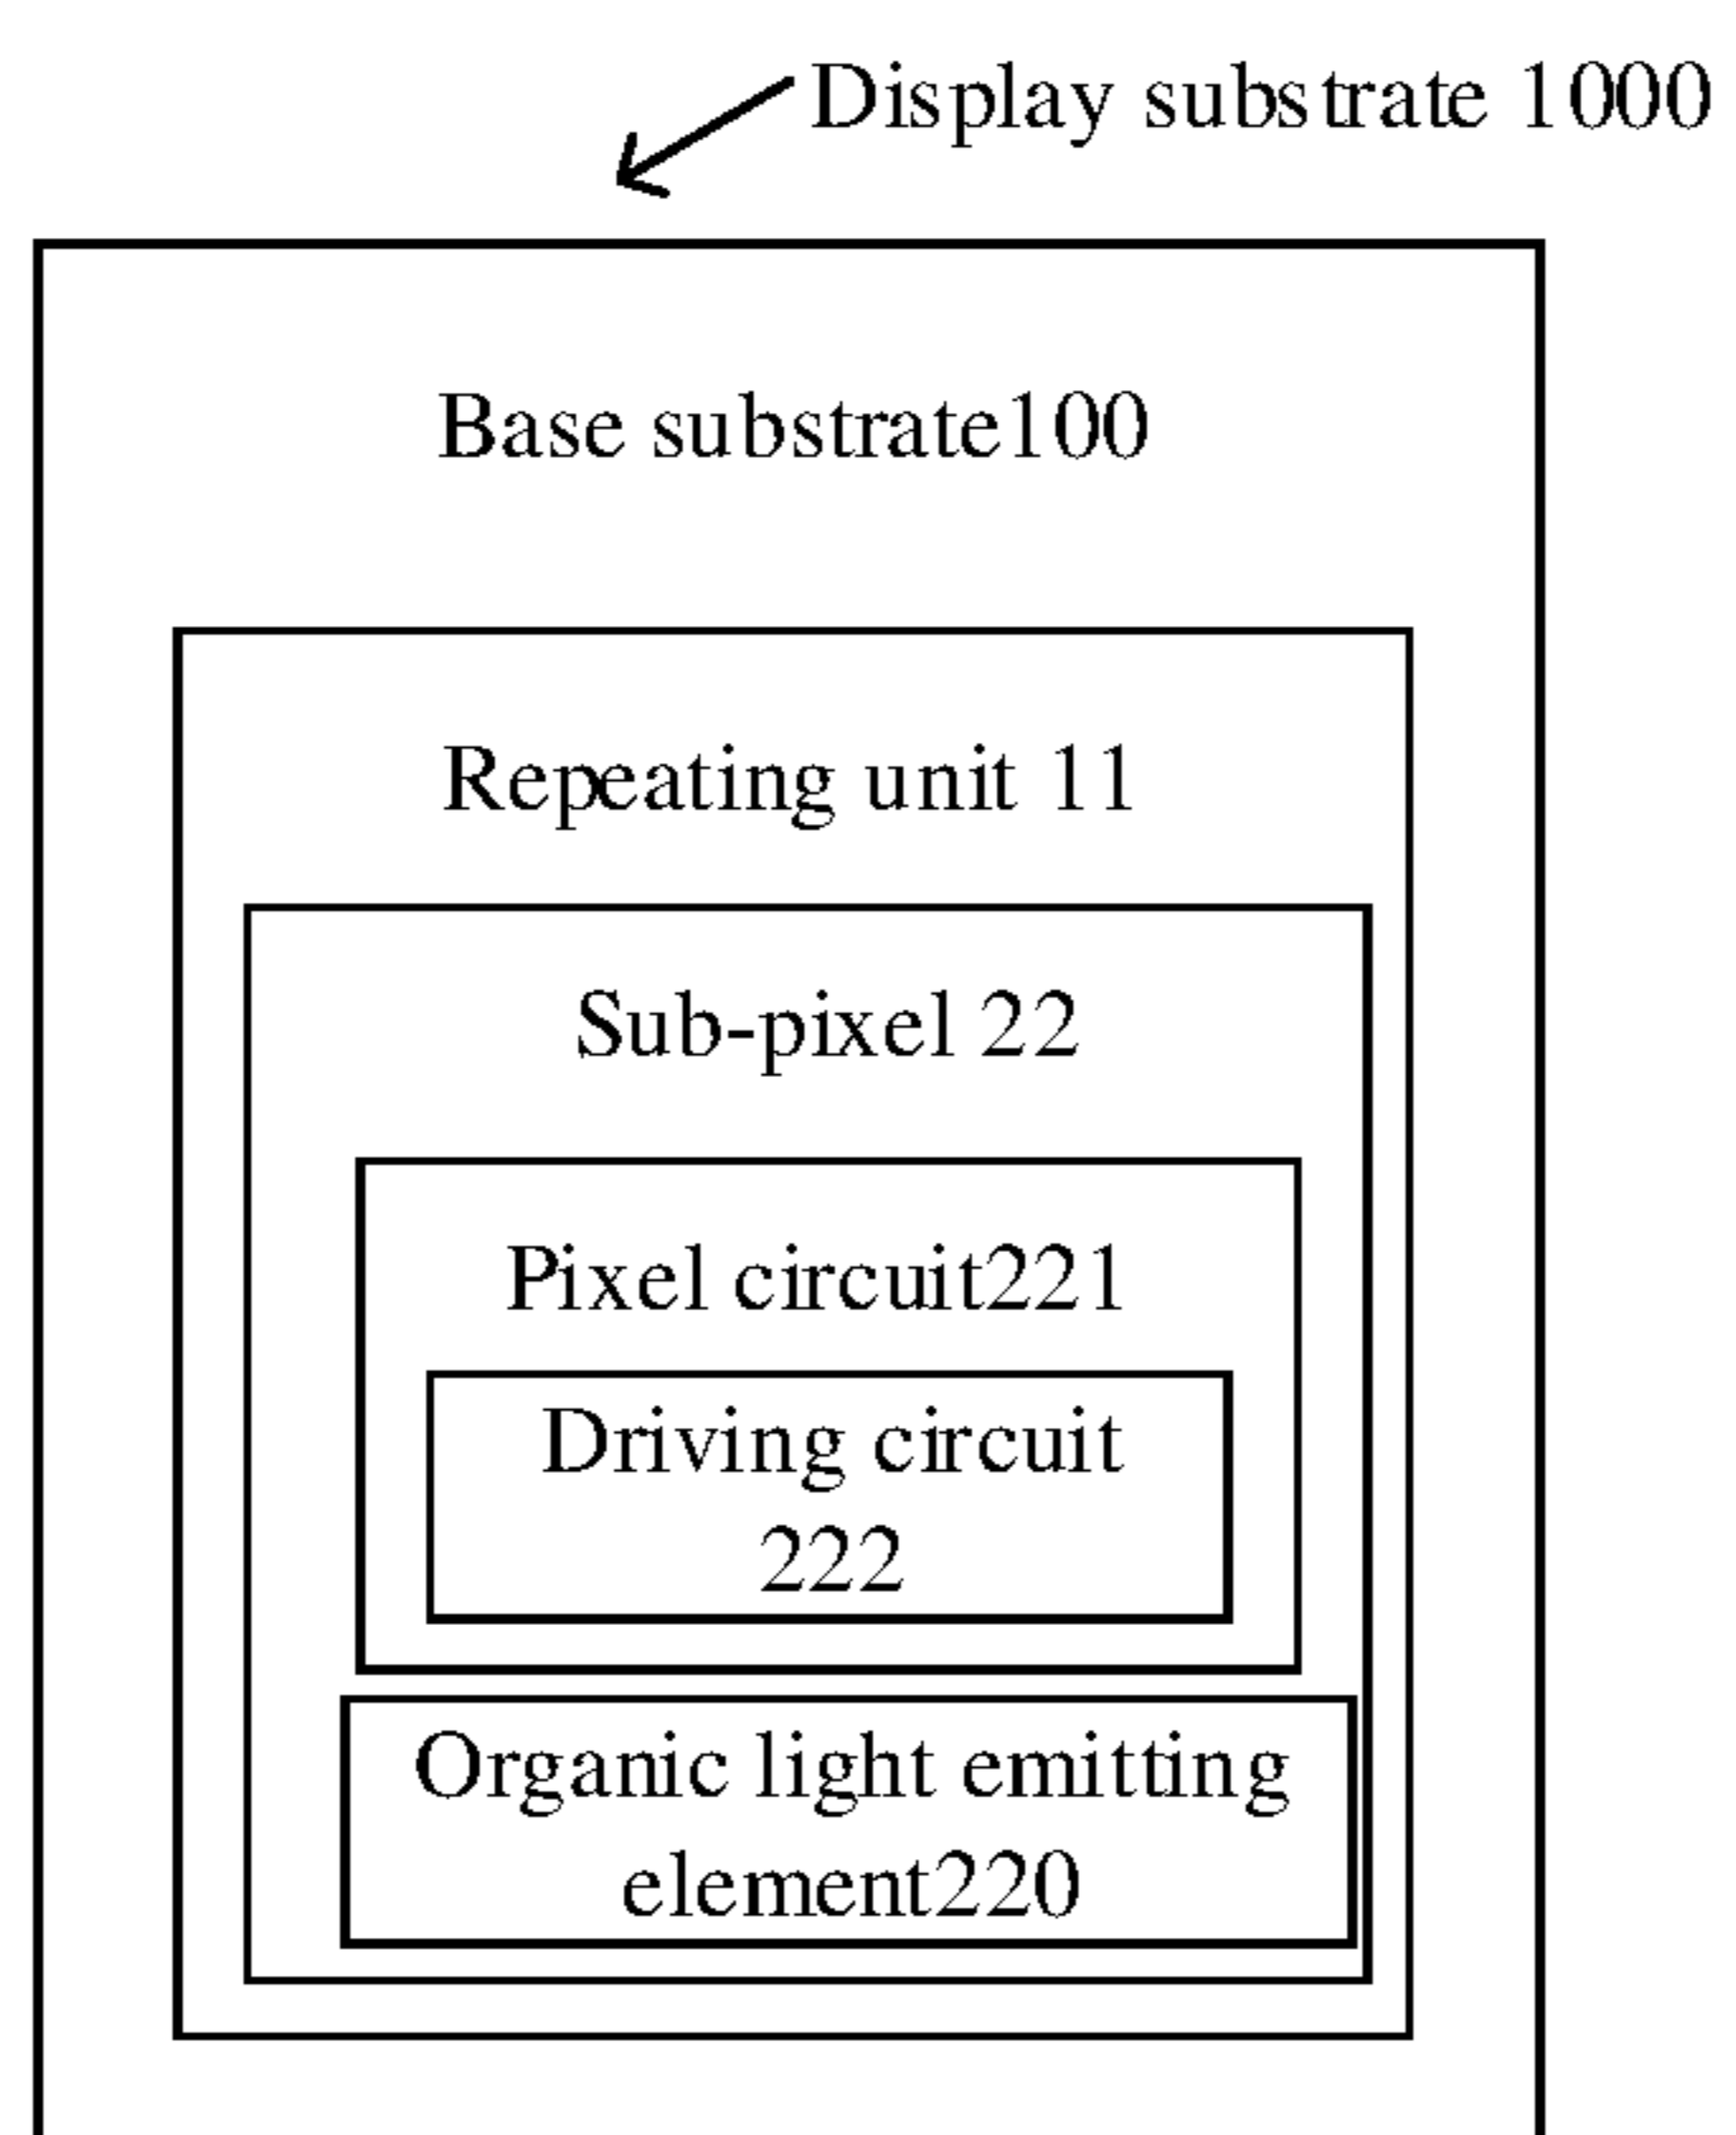 Display substrate 1000
Base substrate100
Repeating unit 11
Sub-pixel 22
Pixel circuit221
Driving circuit
222
Organic light emitting
element220